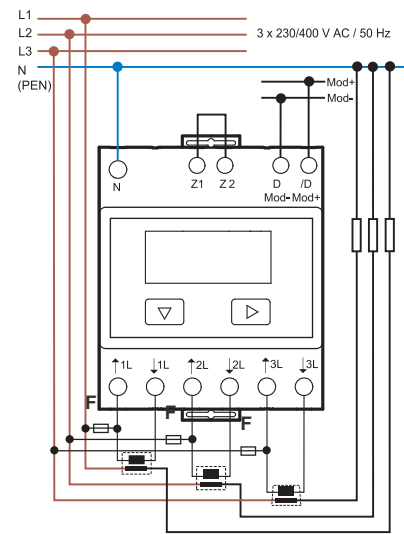 L1
L2
L3
3 x 230/400 V AC / 50 Hz
N
(PEN)
Mod+
Mod-
N
Z1
Z 2
D
/D
Mod-
Mod+
1L
1L
2L
2L
3L
3L
F
F
F